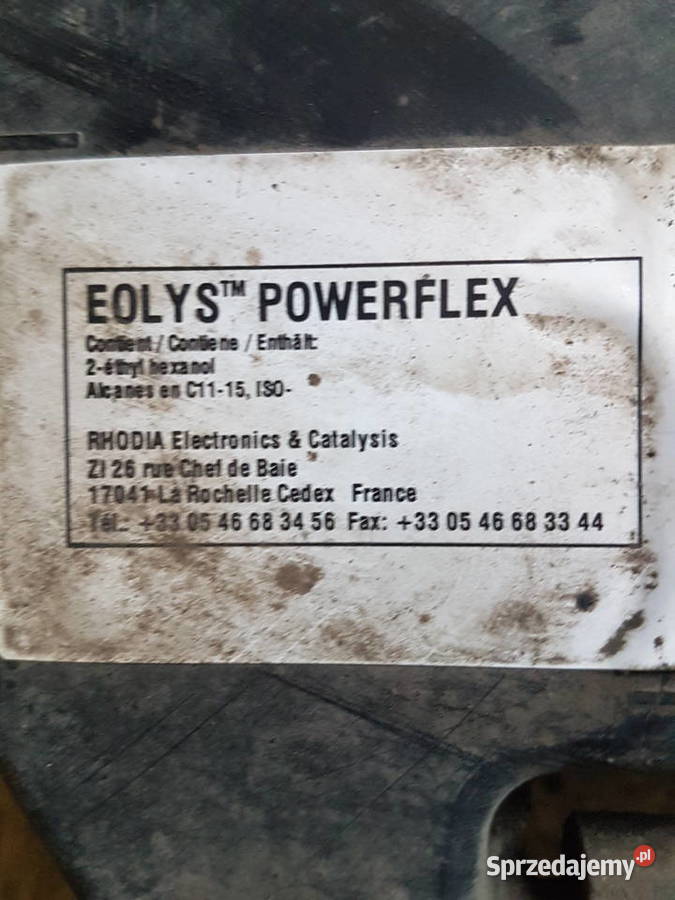 EOLYS™ POWERFLEX
Contient / Contiene / Enthält:
2-éthyl hexanol
Alcanes en C11-15, ISO-
RHODIA Electronics & Catalysis
ZI 26 rue Chef de Baie
17041 La Rochelle Cedex France
Tél.: +33 05 46 68 34 56 Fax: +33 05 46 68 33 44
Sprzedajemy.pl